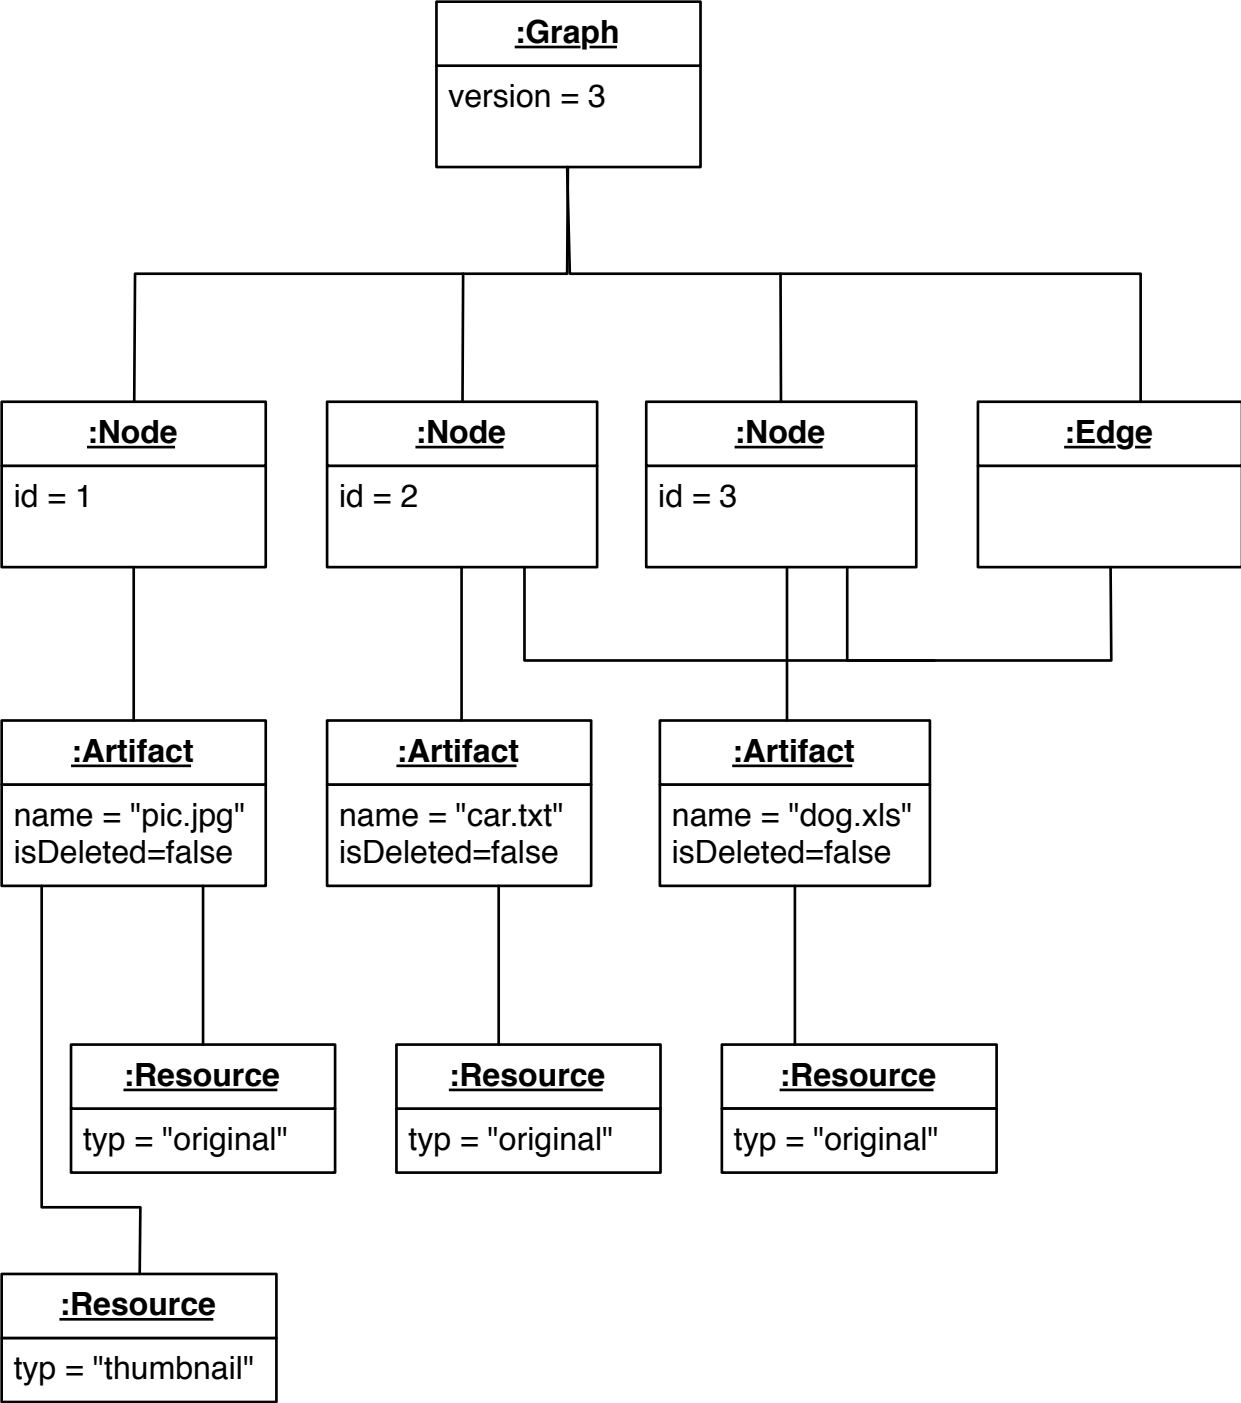 :Graph
version = 3
:Node
id = 1
:Node
id = 2
:Node
id = 3
:Edge
:Artifact
name = "pic.jpg"
isDeleted=false
:Artifact
name = "car.txt"
isDeleted=false
:Artifact
name = "dog.xls"
isDeleted=false
:Resource
typ = "original"
:Resource
typ = "original"
:Resource
typ = "original"
:Resource
typ = "thumbnail"